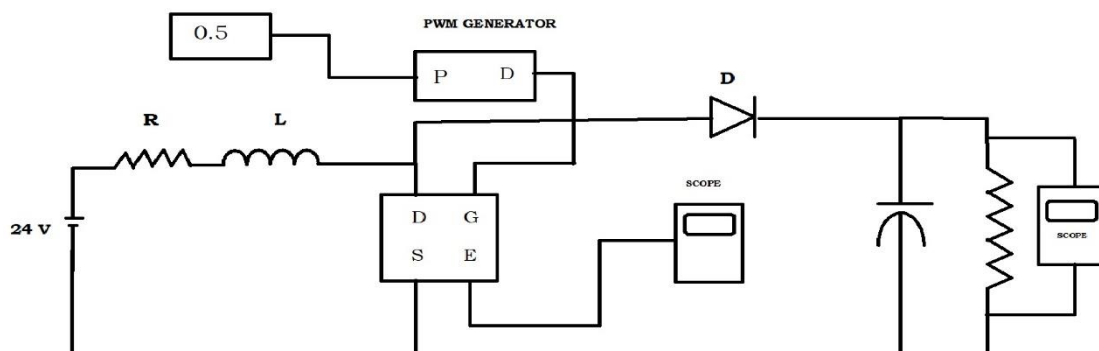 PWM GENERATOR
0.5
P D
D
R L
SCOPE
24 V
D G
S E
SCOPE